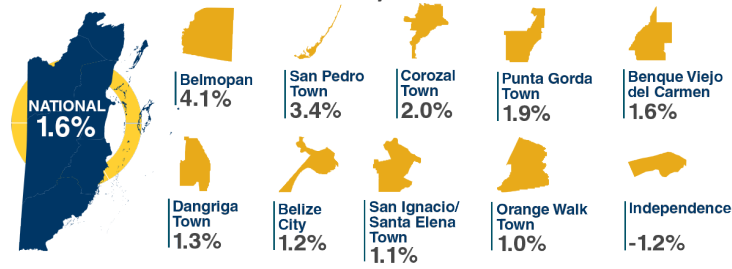 NATIONAL
1.6%
Belmopan
4.1%
San Pedro
Town
3.4%
Corozal
Town
2.0%
Punta Gorda
Town
1.9%
Benque Viejo
del Carmen
1.6%
Dangriga
Town
1.3%
Belize
City
1.2%
San Ignacio/
Santa Elena
Town
1.1%
Orange Walk
Town
1.0%
Independence
-1.2%